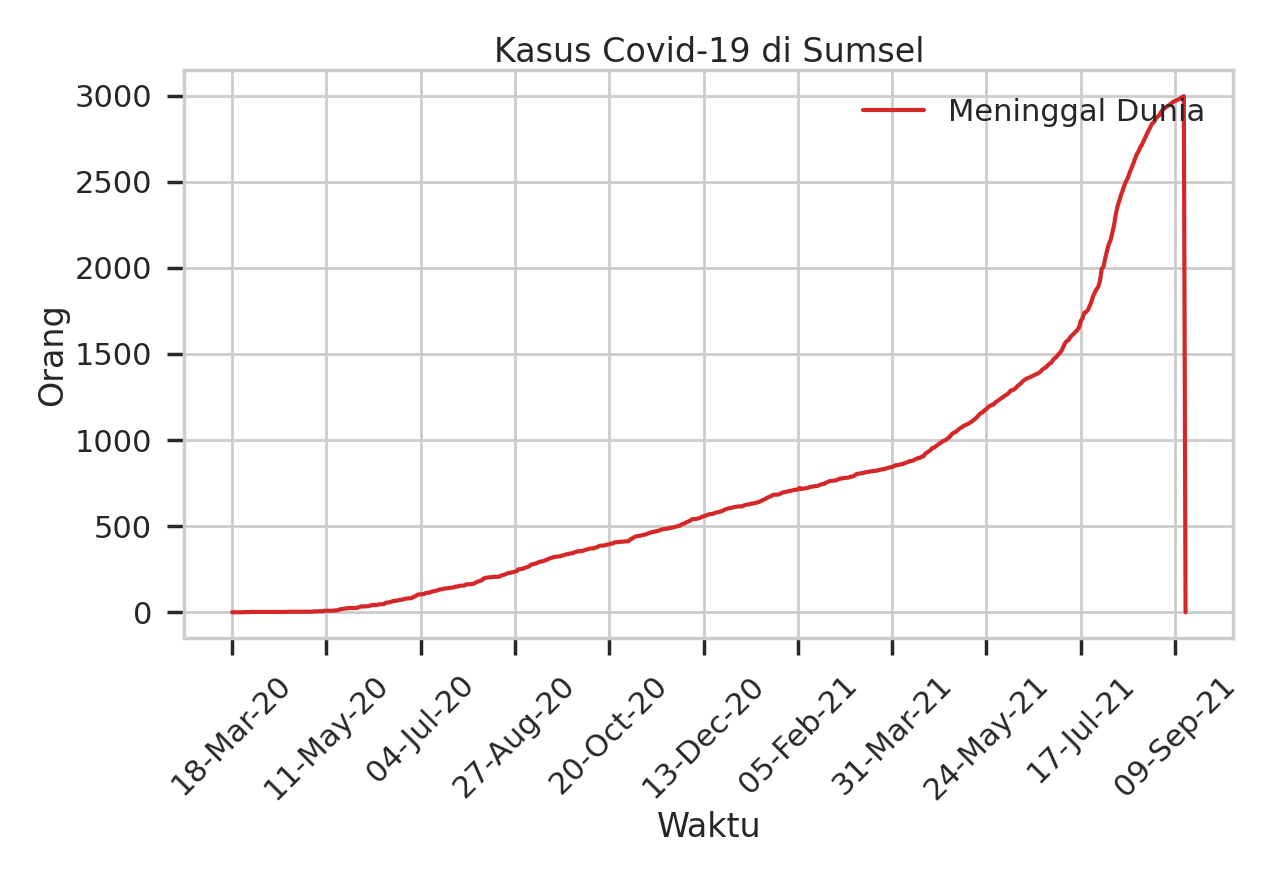 Kasus Covid-19 di Sumsel
Meninggal Dunia
3000
2500
2000
1500
1000
500
0
Orang
18-Mar-20
11-May-20
04-Jul-20
27-Aug-20
20-Oct-20
13-Dec-20
05-Feb-21
31-Mar-21
24-May-21
17-Jul-21
09-Sep-21
Waktu